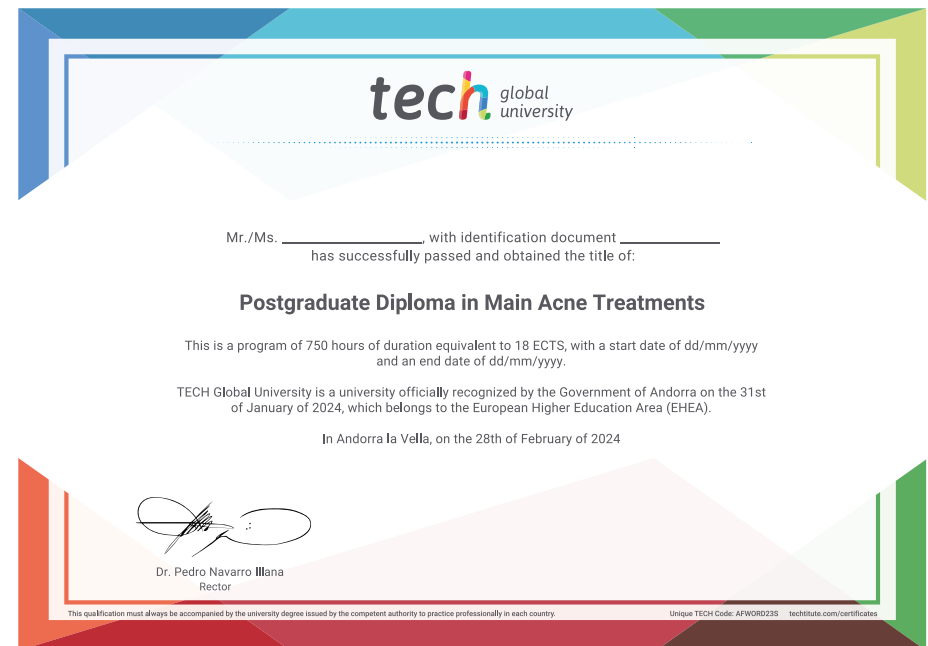 tech global university
Mr./Ms. ____________, with identification document ____________
has successfully passed and obtained the title of:
Postgraduate Diploma in Main Acne Treatments
This is a program of 750 hours of duration equivalent to 18 ECTS, with a start date of dd/mm/yyyy
and an end date of dd/mm/yyyy.
TECH Global University is a university officially recognized by the Government of Andorra on the 31st
of January of 2024, which belongs to the European Higher Education Area (EHEA).
In Andorra la Vella, on the 28th of February of 2024
Dr. Pedro Navarro Illana
Rector
This qualification must always be accompanied by the university degree issued by the competent authority to practice professionally in each country.
Unique TECH Code: AFWORD23S techtitute.com/certificates